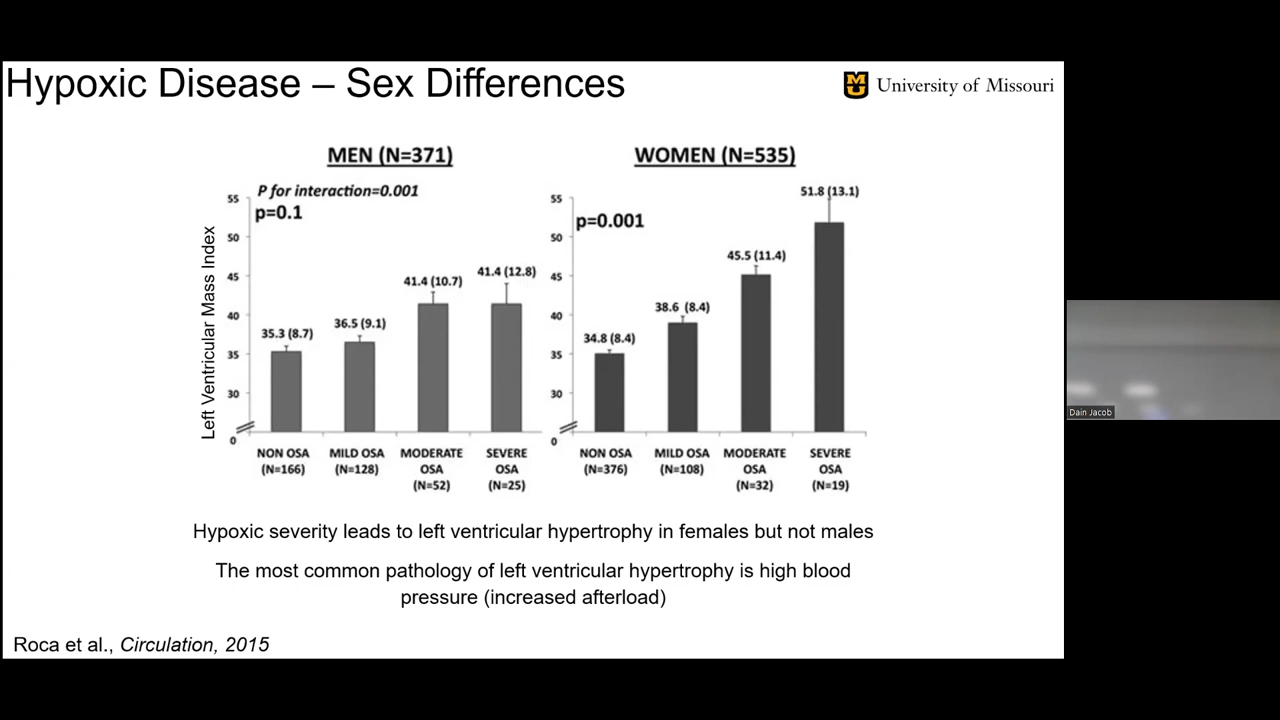 Hypoxic Disease – Sex Differences
University of Missouri
MEN (N=371)
P for interaction=0.001
p=0.1
Left Ventricular Mass Index
55
50
45
40
35
30
0
35.3 (8.7)
36.5 (9.1)
41.4 (10.7)
41.4 (12.8)
NON OSA
(N=166)
MILD OSA
(N=128)
MODERATE
OSA
(N=52)
SEVERE
OSA
(N=25)
WOMEN (N=535)
p=0.001
55
50
45
40
35
30
0
34.8 (8.4)
38.6 (8.4)
45.5 (11.4)
51.8 (13.1)
NON OSA
(N=376)
MILD OSA
(N=108)
MODERATE
OSA
(N=32)
SEVERE
OSA
(N=19)
Hypoxic severity leads to left ventricular hypertrophy in females but not males
The most common pathology of left ventricular hypertrophy is high blood
pressure (increased afterload)
Roca et al., Circulation, 2015
Dain Jacob